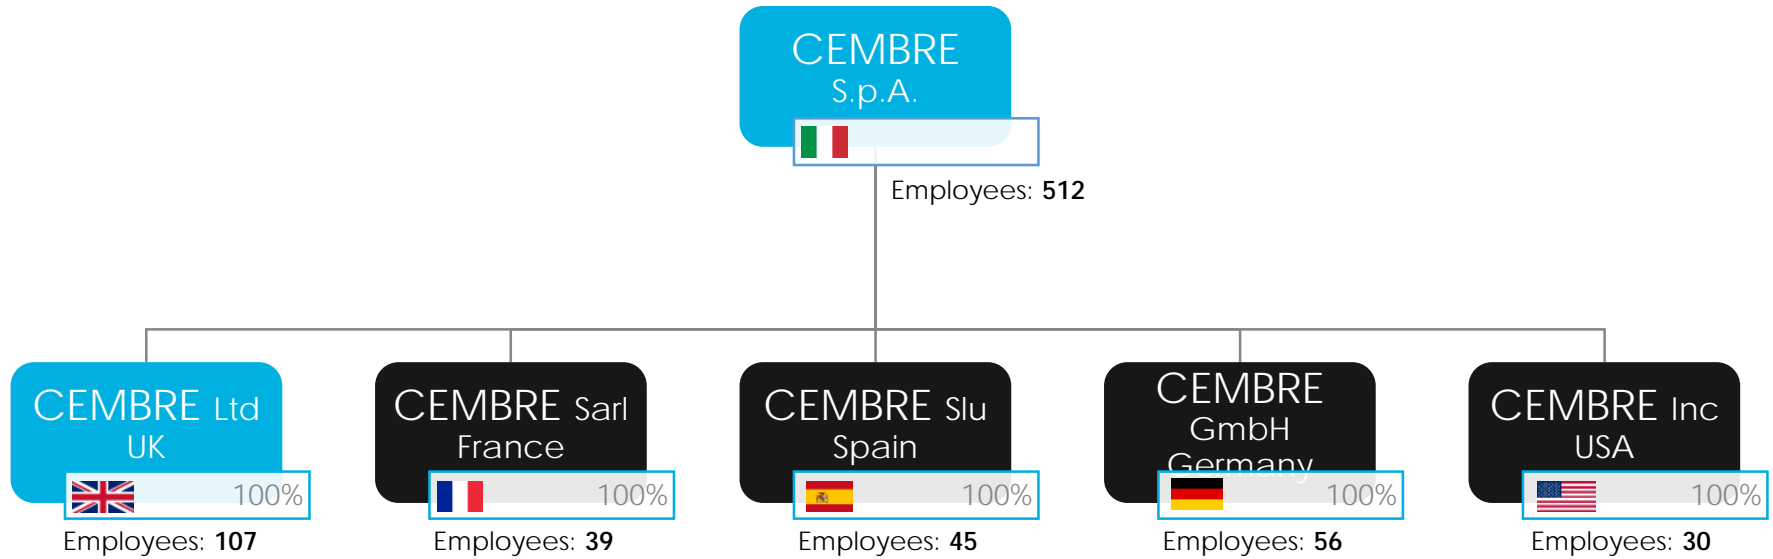 CEMBRE
S.p.A.
Employees: 512
CEMBRE Ltd
UK
100%
Employees: 107
CEMBRE Sarl
France
100%
Employees: 39
CEMBRE Slu
Spain
100%
Employees: 45
CEMBRE
GmbH
Germany
100%
Employees: 56
CEMBRE Inc
USA
100%
Employees: 30